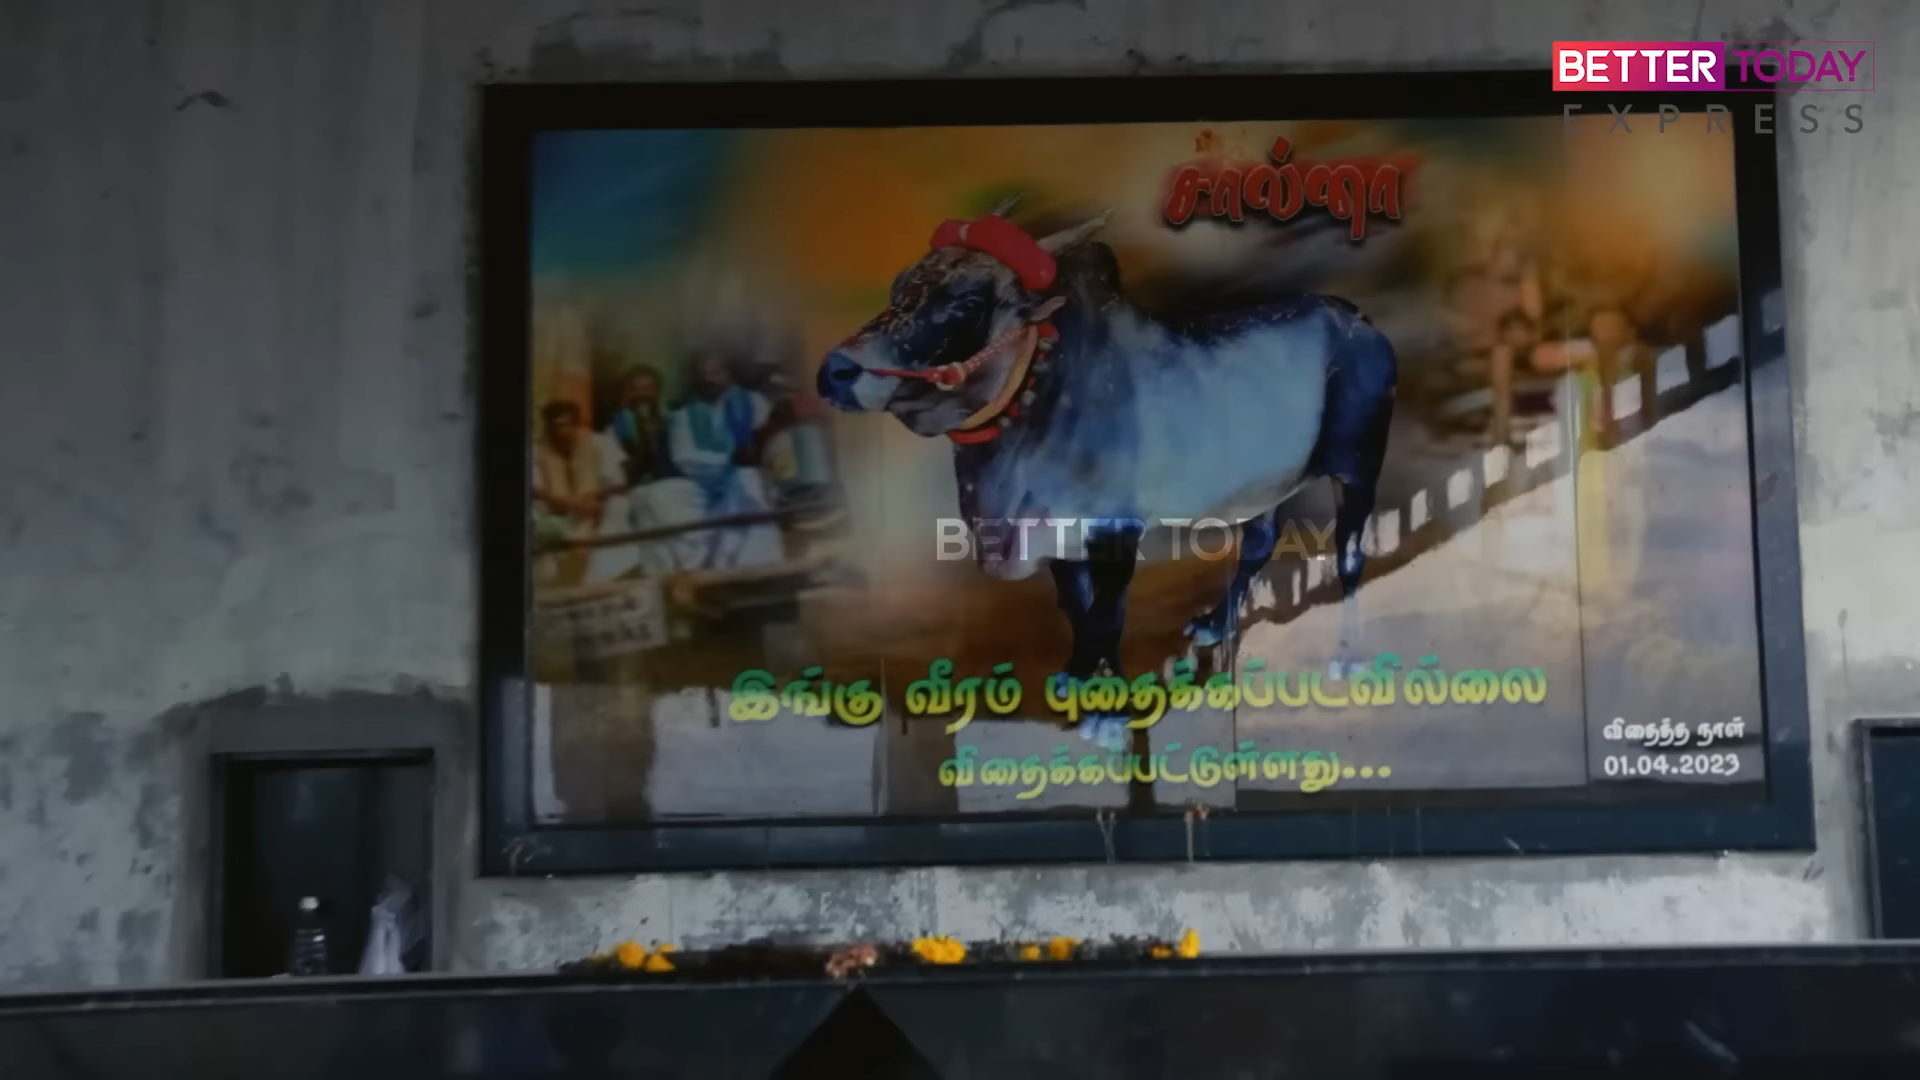 BETTER TODAY
EXPRESS
சால்னா
BETTER TODAY
இங்கு வீரம் புதைக்கப்படவில்லை
விதைக்கப்பட்டுள்ளது...
விதைத்த நாள்
01.04.2023